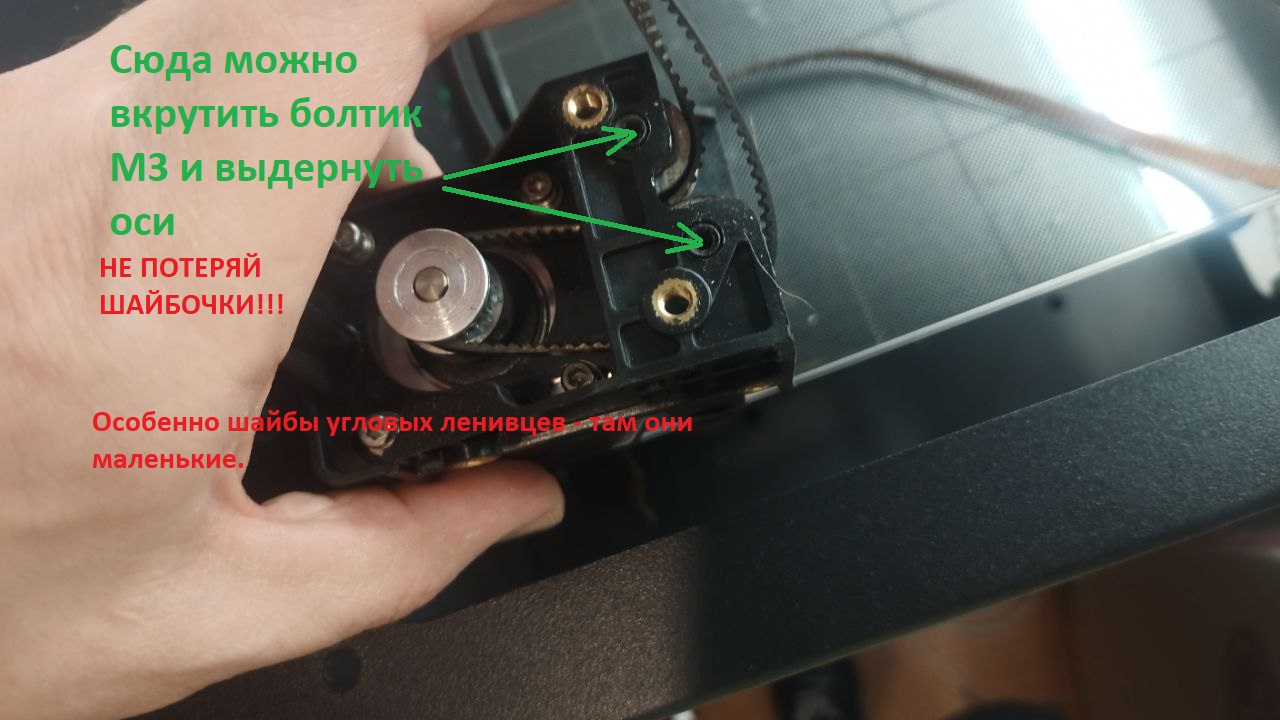 Сюда можно
вкрутить болтик
М3 и выдернуть
оси
НЕ ПОТЕРЯЙ
ШАЙБОЧКИ!!!
Особенно шайбы угловых ленивцев - там они
маленькие.